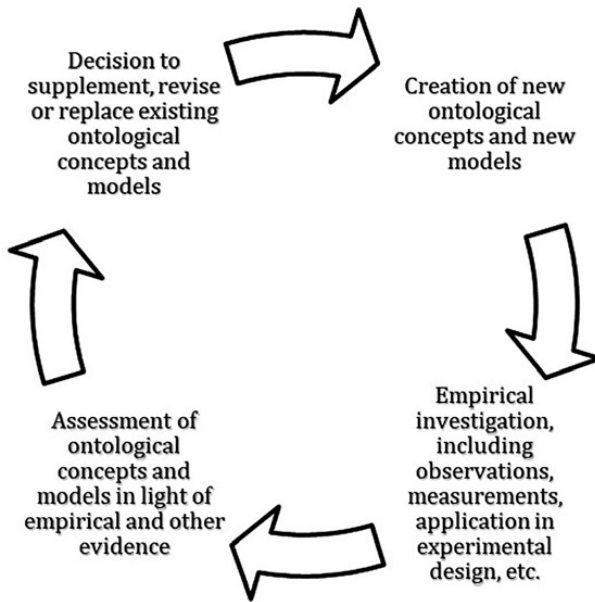 Decision to
supplement, revise
or replace existing
ontological
concepts and
models
Creation of new
ontological
concepts and new
models
Empirical
investigation,
including
observations,
measurements,
application in
experimental
design, etc.
Assessment of
ontological
concepts and
models in light of
empirical and other
evidence